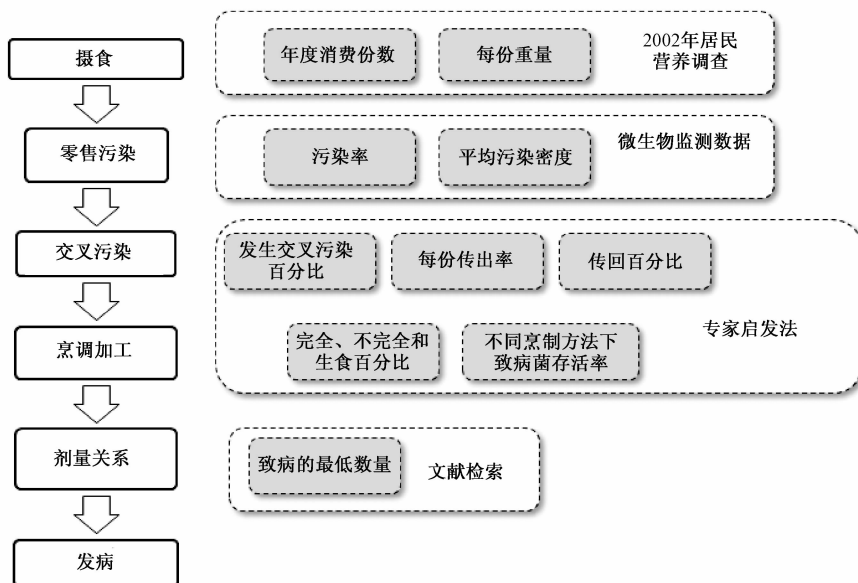 摄食
年度消费份数
每份重量
2002年居民
营养调查
零售污染
污染率
平均污染密度
微生物监测数据
交叉污染
发生交叉污染
百分比
每份传出率
传回百分比
烹调加工
完全、不完全和
生食百分比
不同烹制方法下
致病菌存活率
专家启发法
剂量关系
致病的最低数量
文献检索
发病